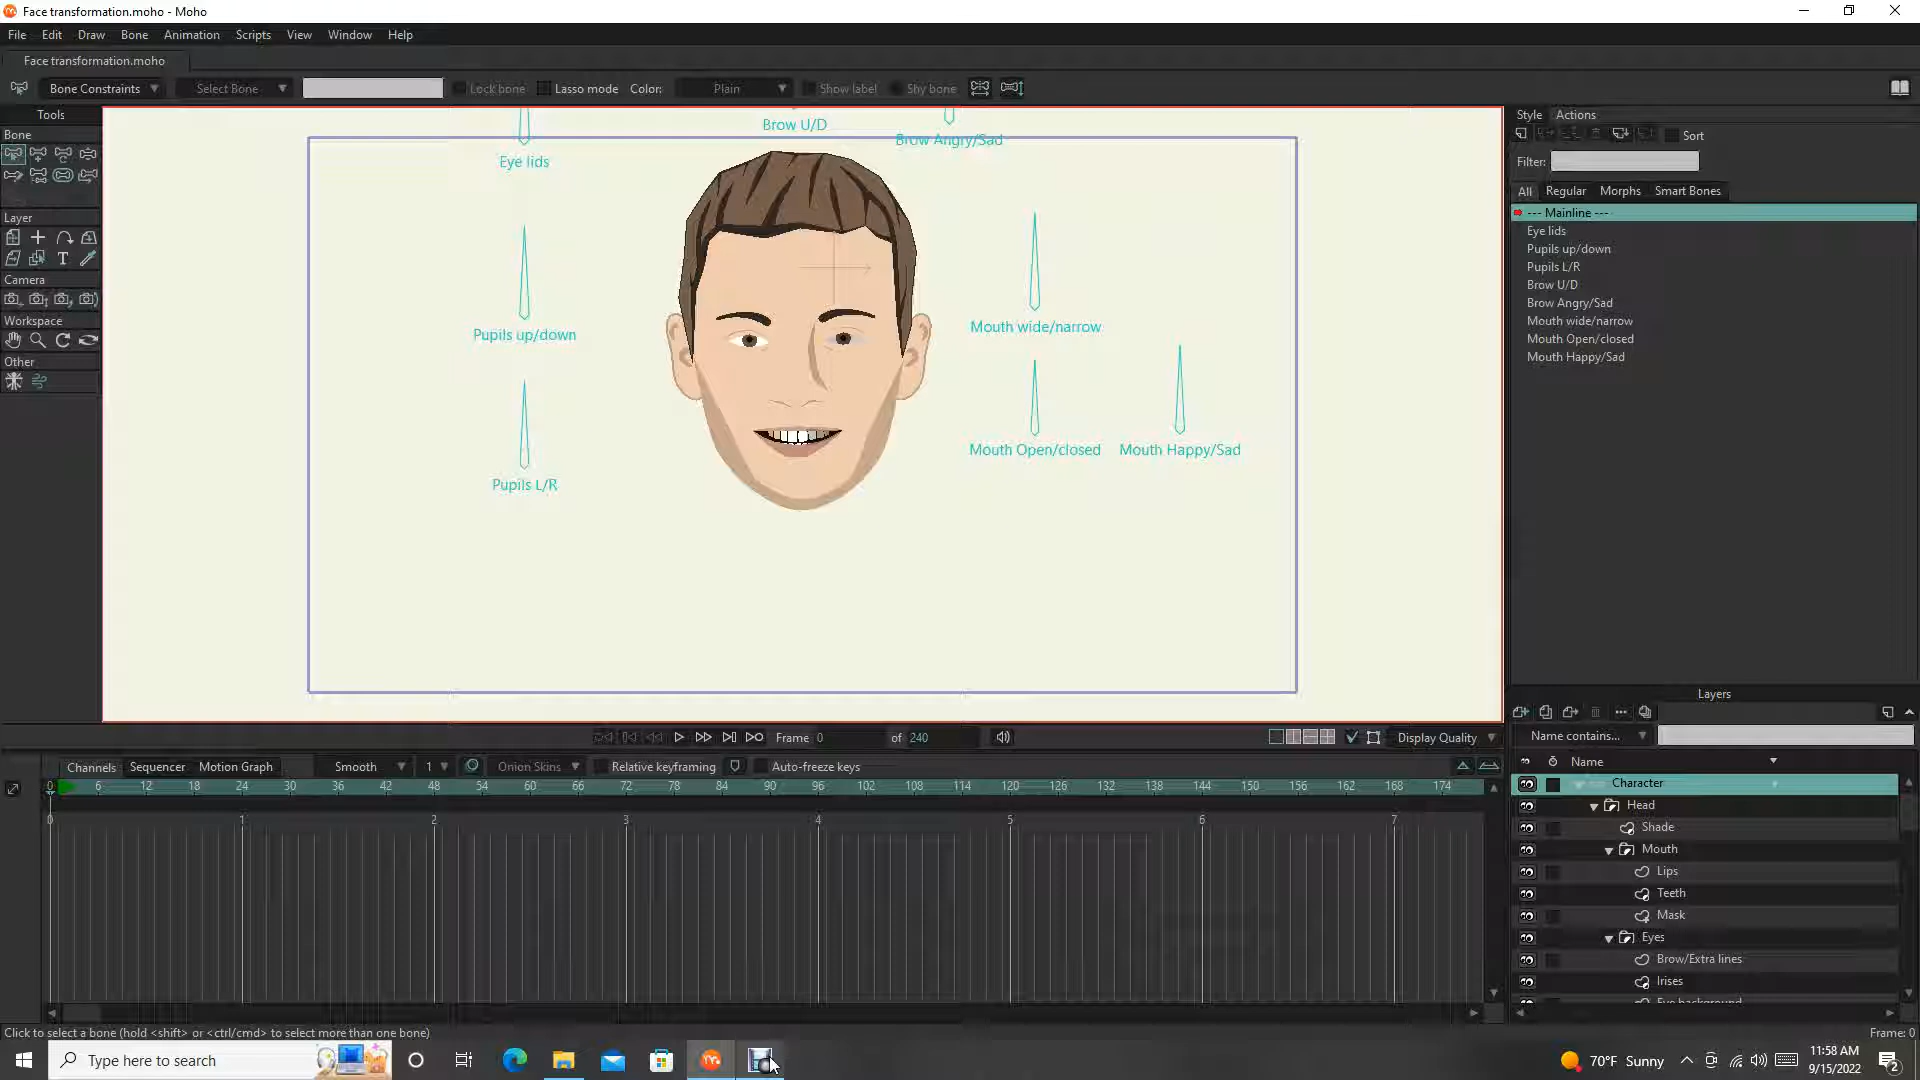 Face transformation.moho - Moho
File Edit Draw Bone Animation Scripts View Window Help
Face transformation.moho
Bone Constraints Select Bone Lock bone Lasso mode Color: Plain Show label Shy bone
Tools
Bone
Layer
Camera
Workspace
Other
Brow U/D
Brow Angry/Sad
Eye lids
Pupils up/down
Mouth wide/narrow
Mouth Open/closed Mouth Happy/Sad
Pupils L/R
Style Actions
Sort
Filter:
All Regular Morphs Smart Bones
--- Mainline ---
Eye lids
Pupils up/down
Pupils L/R
Brow U/D
Brow Angry/Sad
Mouth wide/narrow
Mouth Open/closed
Mouth Happy/Sad
Layers
Name contains...
Name
Character
Head
Shade
Mouth
Lips
Teeth
Mask
Eyes
Brow/Extra lines
Irises
Eye background
Frame 0 of 240 Display Quality
Channels Sequencer Motion Graph Smooth 1 Onion Skins Relative keyframing Auto-freeze keys
0 6 12 18 24 30 36 42 48 54 60 66 72 78 84 90 96 102 108 114 120 126 132 138 144 150 156 162 168 174
0 1 2 3 4 5 6 7
Click to select a bone (hold <shift> or <ctrl/cmd> to select more than one bone) Frame: 0
Type here to search
70°F Sunny
11:58 AM
9/15/2022
2